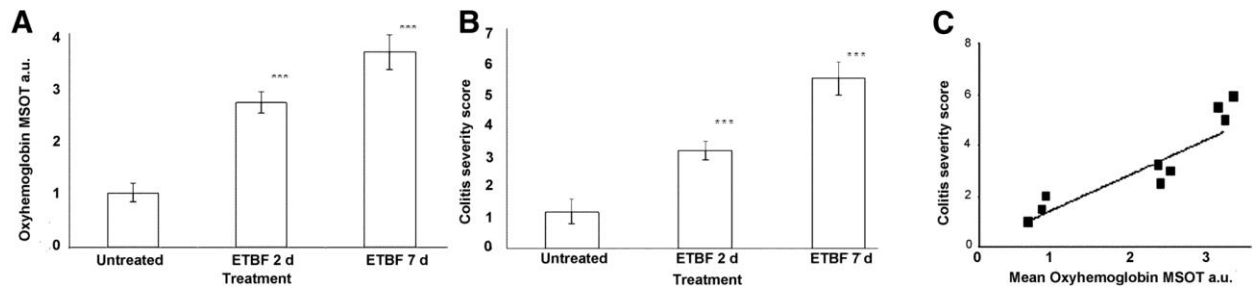 A
Oxyhemoglobin MSOT a.u.
4
3
2
1
0
***
***
Untreated
ETBF 2 d
ETBF 7 d
Treatment
B
Colitis severity score
7
6
5
4
3
2
1
0
***
***
Untreated
ETBF 2 d
ETBF 7 d
Treatment
C
Colitis severity score
8
6
4
2
0
0
1
2
3
Mean Oxyhemoglobin MSOT a.u.